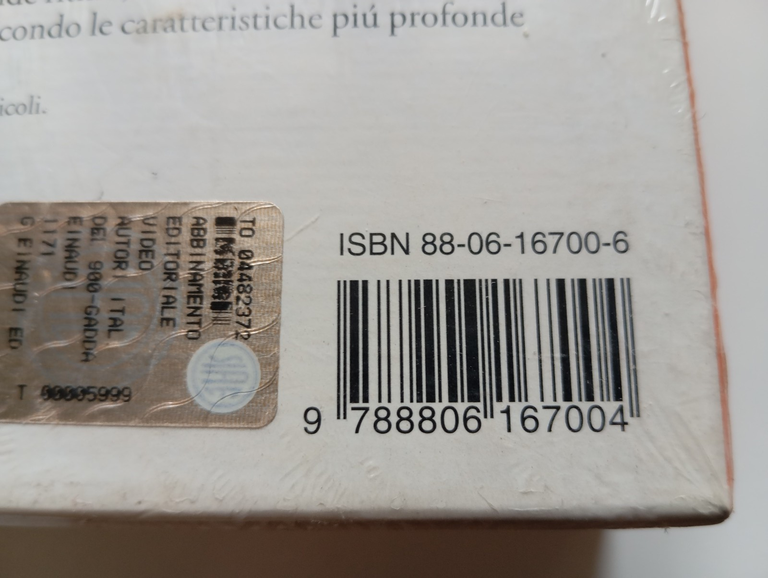 condo le caratteristiche piú profonde
icoli.
TO 04482372
ABBINAMENTO
EDITORIALE
VIDEO
AUTORI ITAL
DEL 900-GADDA
EINAUDI
1171
G EINAUDI ED
T 00005999
ISBN 88-06-16700-6
9 788806 167004